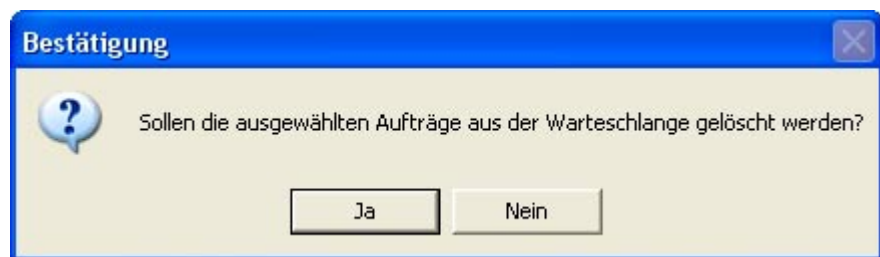 Bestätigung
Sollen die ausgewählten Aufträge aus der Warteschlange gelöscht werden?
Ja Nein